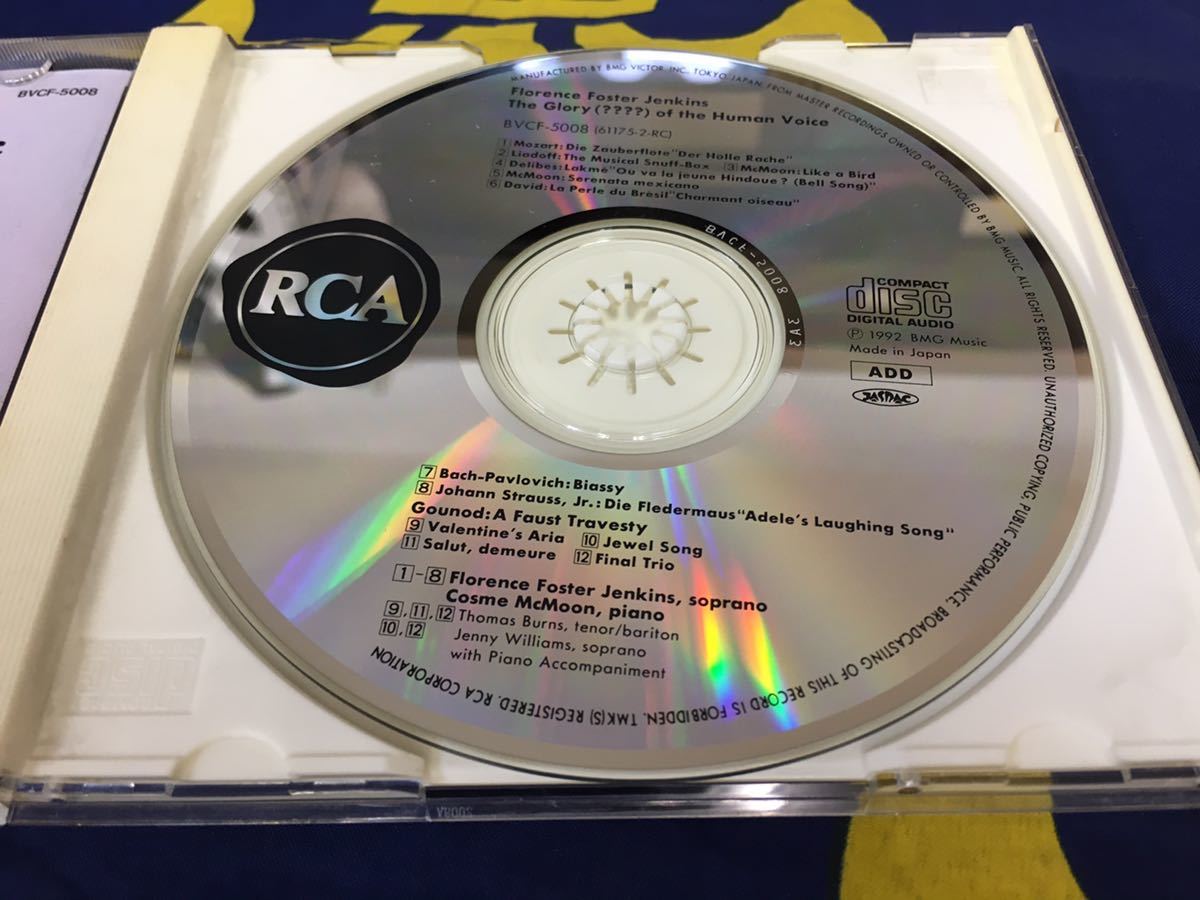 BVCF-5008
MANUFACTURED BY BMG VICTOR, INC., TOKYO JAPAN, FROM MASTER RECORDINGS OWNED OR CONTROLLED BY BMG MUSIC. ALL RIGHTS RESERVED. UNAUTHORIZED COPYING, PUBLIC PERFORMANCE, BROADCASTING OF THIS RECORD IS FORBIDDEN. TMK(S) REGISTERED. RCA CORPORATION
Florence Foster Jenkins
The Glory (????) of the Human Voice
BVCF-5008 (61175-2-RC)
1 Mozart: Die Zauberflöte "Der Hölle Rache"
2 Liadoff: The Musical Snuff-Box 3 McMoon: Like a Bird
4 Delibes: Lakmé "Ou va la jeune Hindoue? (Bell Song)"
5 McMoon: Serenata mexicano
6 David: La Perle du Brésil "Charmant oiseau"
BVCF-5008 3A3
RCA
COMPACT
disc
DIGITAL AUDIO
Ⓟ 1992 BMG Music
Made in Japan
ADD
JASRAC
7 Bach-Pavlovich: Biassy
8 Johann Strauss, Jr.: Die Fledermaus "Adele's Laughing Song"
Gounod: A Faust Travesty
9 Valentine's Aria 10 Jewel Song
11 Salut, demeure 12 Final Trio
1-8 Florence Foster Jenkins, soprano
Cosme McMoon, piano
9, 11, 12 Thomas Burns, tenor/bariton
10, 12 Jenny Williams, soprano
with Piano Accompaniment